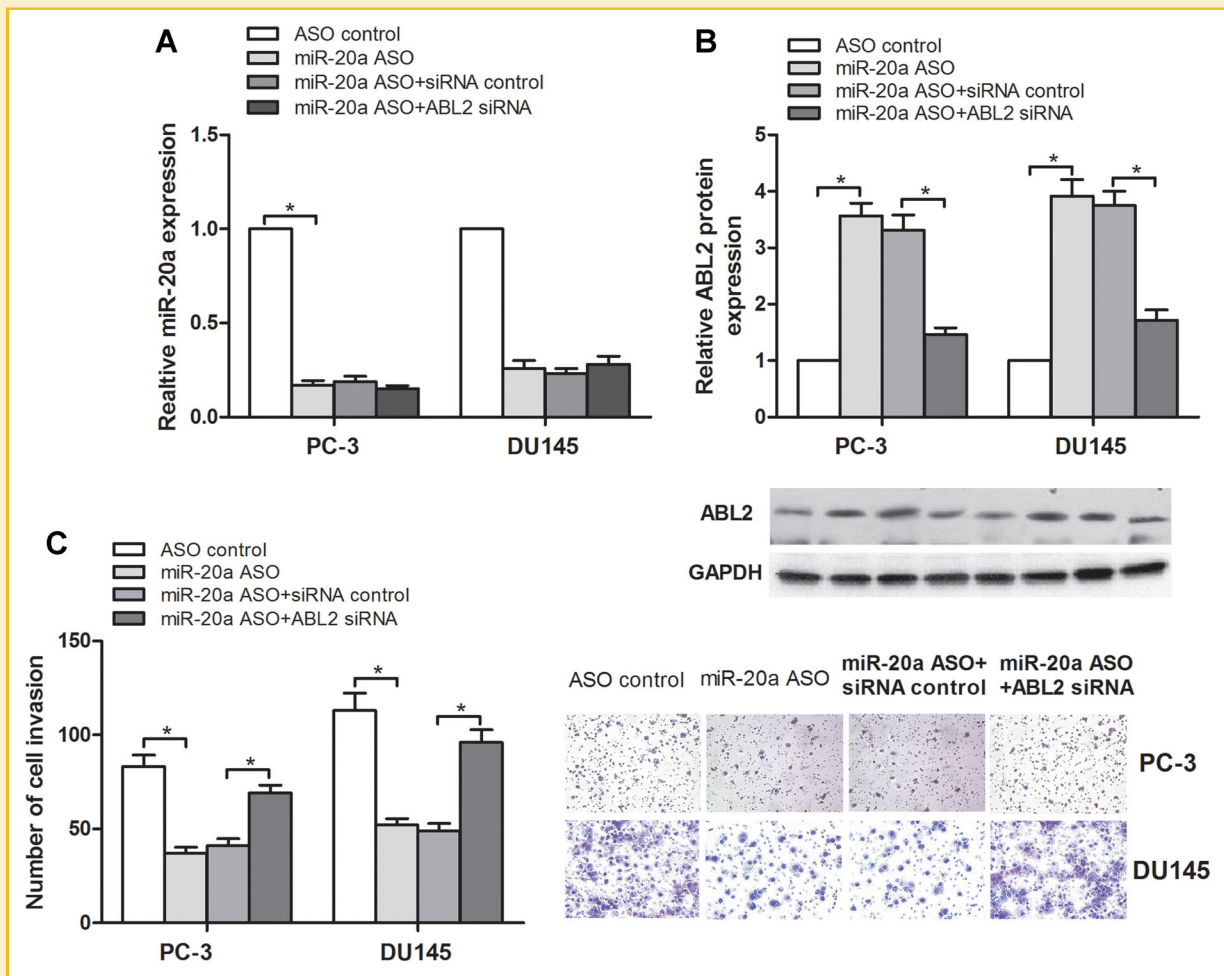 A
ASO control
miR-20a ASO
miR-20a ASO+siRNA control
miR-20a ASO+ABL2 siRNA
Realtive miR-20a expression
1.5
1.0
0.5
0.0
*
PC-3
DU145
B
ASO control
miR-20a ASO
miR-20a ASO+siRNA control
miR-20a ASO+ABL2 siRNA
Relative ABL2 protein
expression
5
4
3
2
1
0
*
*
*
*
PC-3
DU145
ABL2
GAPDH
C
ASO control
miR-20a ASO
miR-20a ASO+siRNA control
miR-20a ASO+ABL2 siRNA
Number of cell invasion
150
100
50
0
*
*
*
*
PC-3
DU145
ASO control
miR-20a ASO
miR-20a ASO+
siRNA control
miR-20a ASO
+ABL2 siRNA
PC-3
DU145